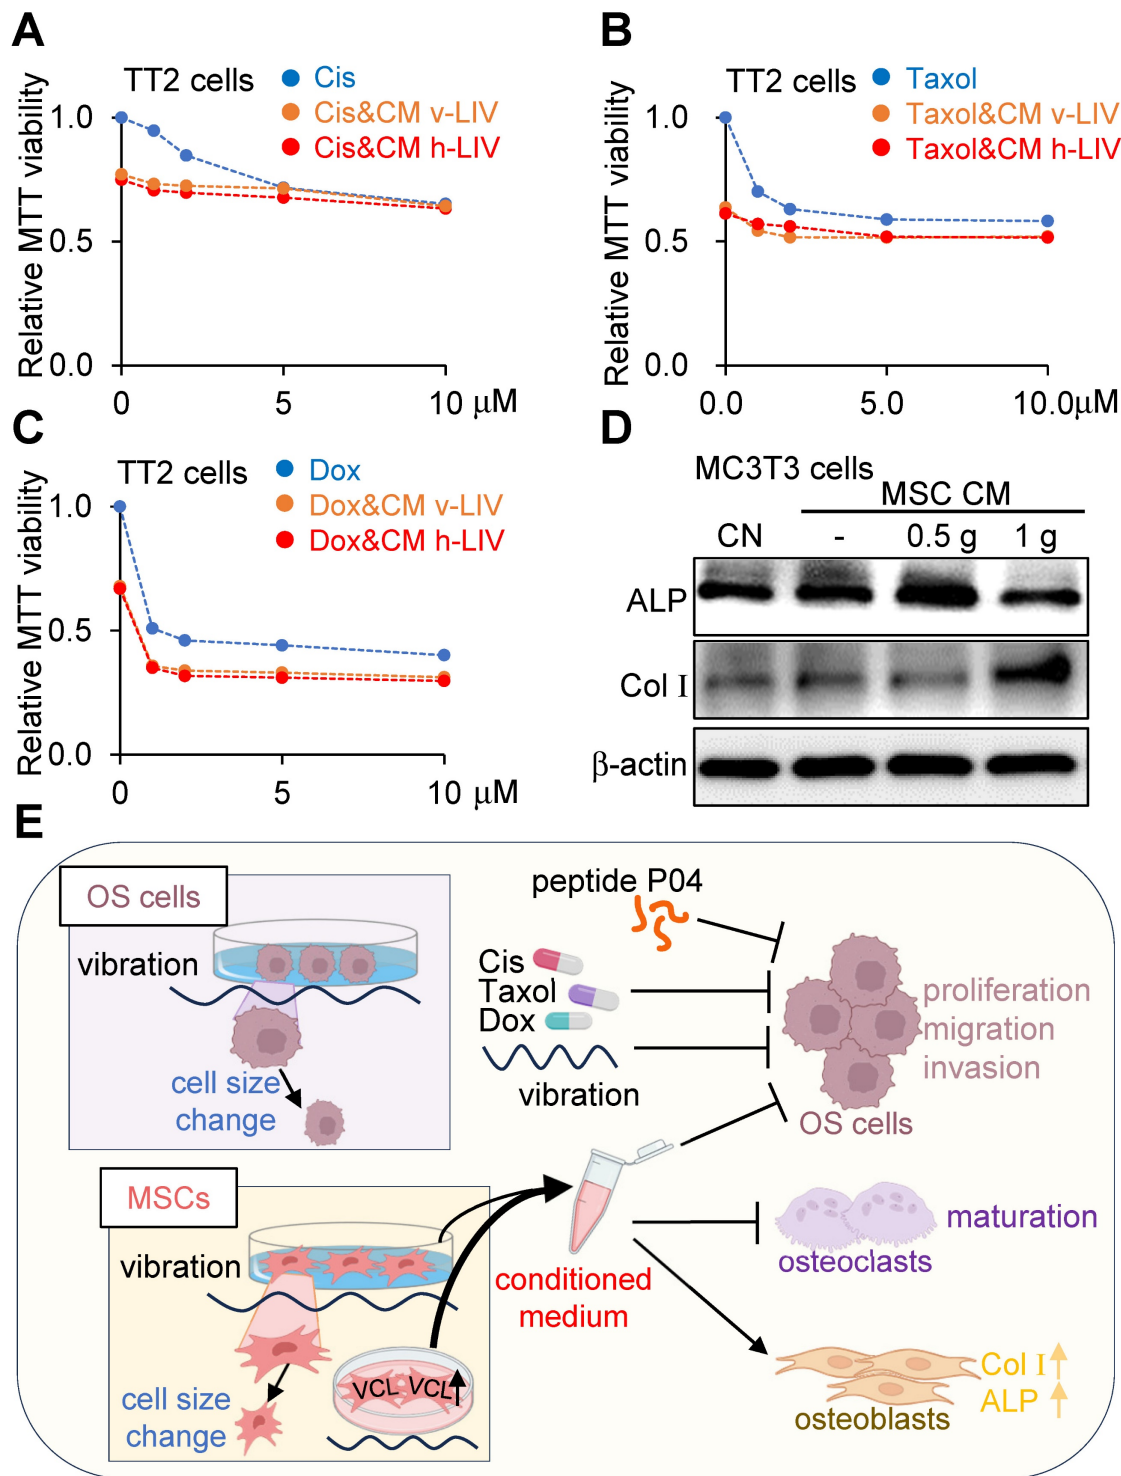 A
TT2 cells
Cis
Cis&CM v-LIV
Cis&CM h-LIV
Relative MTT viability
1.0
0.5
0.0
0
5
10
μM
B
TT2 cells
Taxol
Taxol&CM v-LIV
Taxol&CM h-LIV
Relative MTT viability
1.0
0.5
0.0
0.0
5.0
10.0μM
C
TT2 cells
Dox
Dox&CM v-LIV
Dox&CM h-LIV
Relative MTT viability
1.0
0.5
0.0
0
5
10
μM
D
MC3T3 cells
MSC CM
CN - 0.5 g 1 g
ALP
Col I
β-actin
E
OS cells
vibration
cell size
change
MSCs
vibration
cell size
change
VCL VCL
peptide P04
Cis
Taxol
Dox
vibration
conditioned
medium
proliferation
migration
invasion
OS cells
maturation
osteoclasts
Col I
ALP
osteoblasts